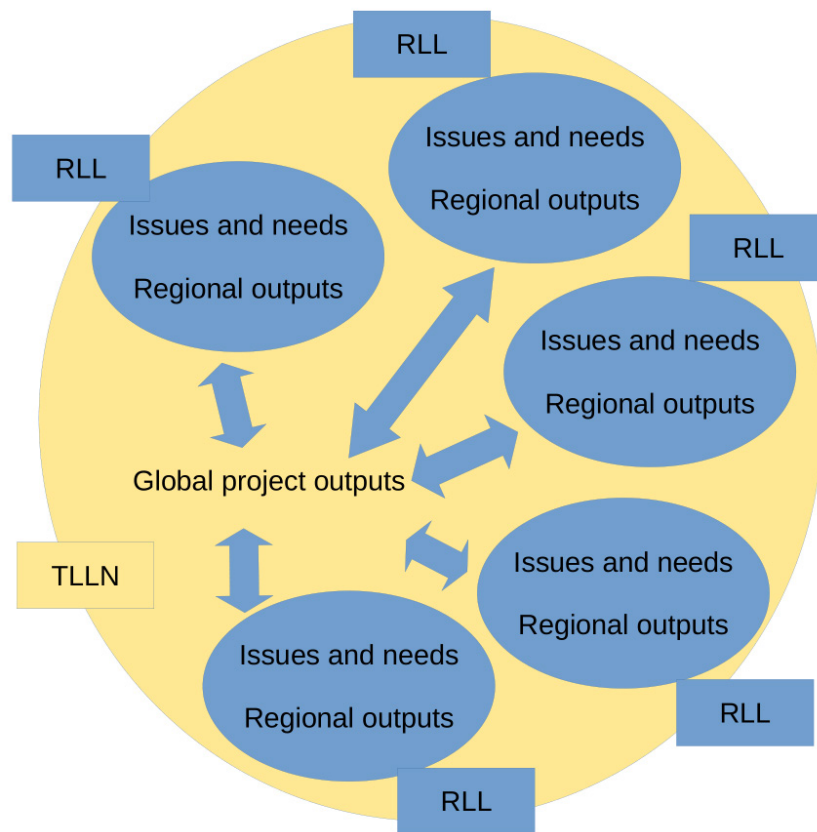 RLL
Issues and needs
Regional outputs
RLL
Issues and needs
Regional outputs
RLL
Issues and needs
Regional outputs
Global project outputs
TLLN
Issues and needs
Regional outputs
RLL
Issues and needs
Regional outputs
RLL